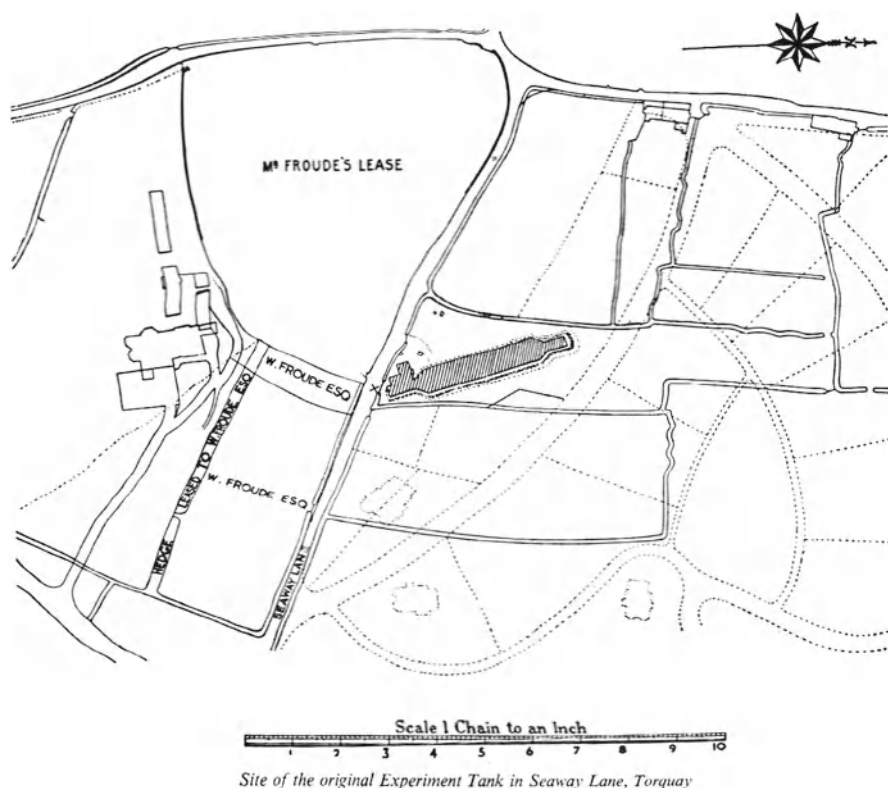 N
Mʳ FROUDE'S LEASE
W. FROUDE ESQ
LEASED TO W. FROUDE ESQ
W. FROUDE ESQ
HEDGE
SEAWAY LANE
Scale 1 Chain to an Inch
1 2 3 4 5 6 7 8 9 10
Site of the original Experiment Tank in Seaway Lane, Torquay